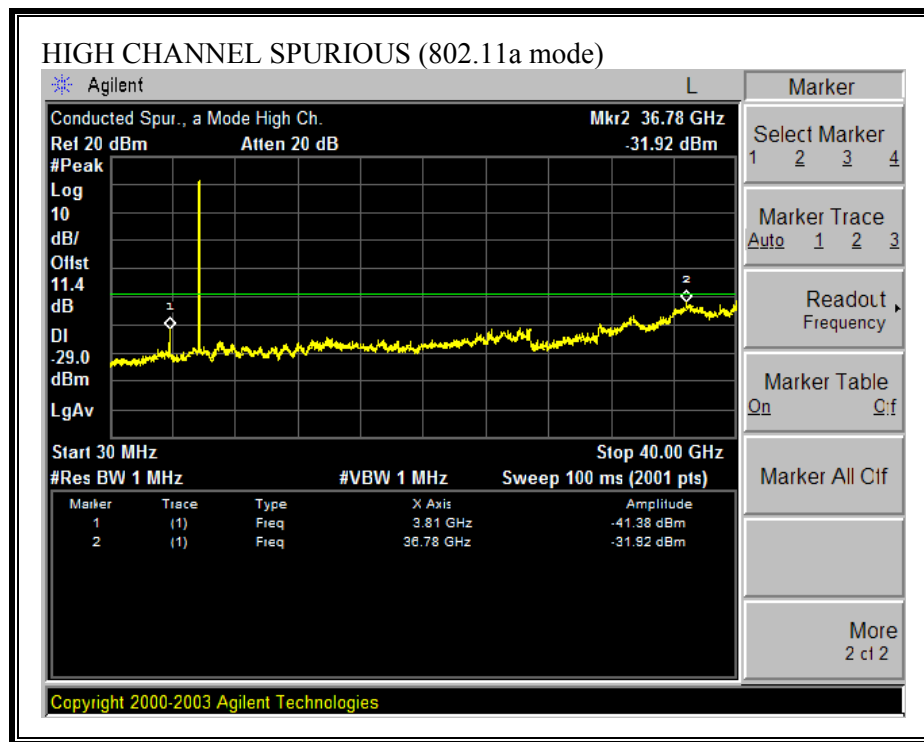 HIGH CHANNEL SPURIOUS (802.11a mode)
Agilent L
Conducted Spur., a Mode High Ch. Mkr2 36.78 GHz
Ref 20 dBm Atten 20 dB -31.92 dBm
#Peak
Log
10
dB/
Offst
11.4
dB
DI
-29.0
dBm
LgAv
1
2
Start 30 MHz Stop 40.00 GHz
#Res BW 1 MHz #VBW 1 MHz Sweep 100 ms (2001 pts)
Marker Trace Type X Axis Amplitude
1 (1) Freq 3.81 GHz -41.38 dBm
2 (1) Freq 36.78 GHz -31.92 dBm
Marker
Select Marker
1 2 3 4
Marker Trace
Auto 1 2 3
Readout
Frequency
Marker Table
On Off
Marker All Off
More
2 of 2
Copyright 2000-2003 Agilent Technologies